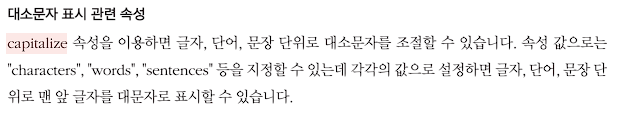 대소문자 표시 관련 속성
capitalize 속성을 이용하면 글자, 단어, 문장 단위로 대소문자를 조절할 수 있습니다. 속성 값으로는
"characters", "words", "sentences" 등을 지정할 수 있는데 각각의 값으로 설정하면 글자, 단어, 문장 단
위로 맨 앞 글자를 대문자로 표시할 수 있습니다.